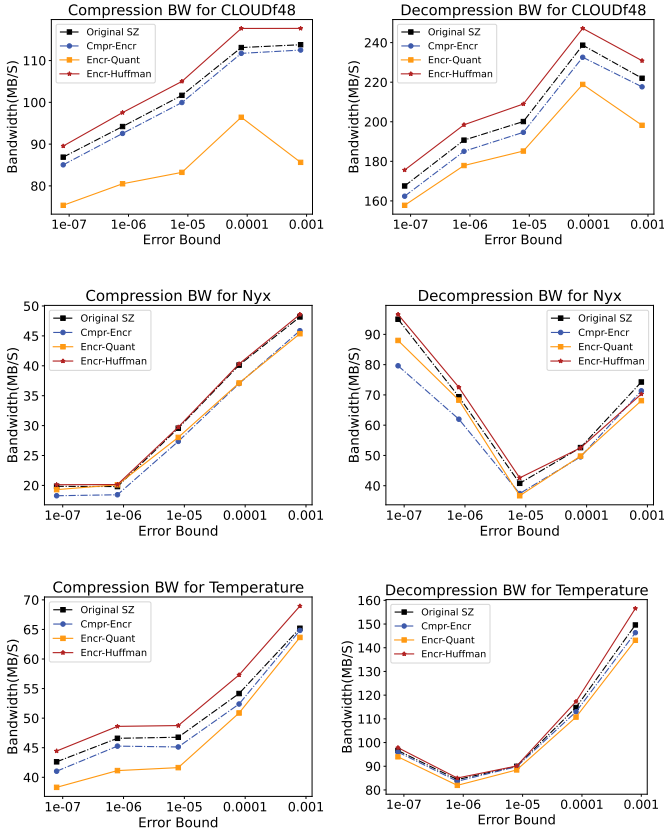 Compression BW for CLOUDf48
Bandwidth(MB/S)
110
100
90
80
Original SZ
Cmpr-Encr
Encr-Quant
Encr-Huffman
1e-07 1e-06 1e-05 0.0001 0.001
Error Bound
Decompression BW for CLOUDf48
Bandwidth(MB/S)
240
220
200
180
160
Original SZ
Cmpr-Encr
Encr-Quant
Encr-Huffman
1e-07 1e-06 1e-05 0.0001 0.001
Error Bound
Compression BW for Nyx
Bandwidth(MB/S)
50
45
40
35
30
25
20
Original SZ
Cmpr-Encr
Encr-Quant
Encr-Huffman
1e-07 1e-06 1e-05 0.0001 0.001
Error Bound
Decompression BW for Nyx
Bandwidth(MB/S)
90
80
70
60
50
40
Original SZ
Cmpr-Encr
Encr-Quant
Encr-Huffman
1e-07 1e-06 1e-05 0.0001 0.001
Error Bound
Compression BW for Temperature
Bandwidth(MB/S)
70
65
60
55
50
45
40
Original SZ
Cmpr-Encr
Encr-Quant
Encr-Huffman
1e-07 1e-06 1e-05 0.0001 0.001
Error Bound
Decompression BW for Temperature
Bandwidth(MB/S)
160
150
140
130
120
110
100
90
80
Original SZ
Cmpr-Encr
Encr-Quant
Encr-Huffman
1e-07 1e-06 1e-05 0.0001 0.001
Error Bound